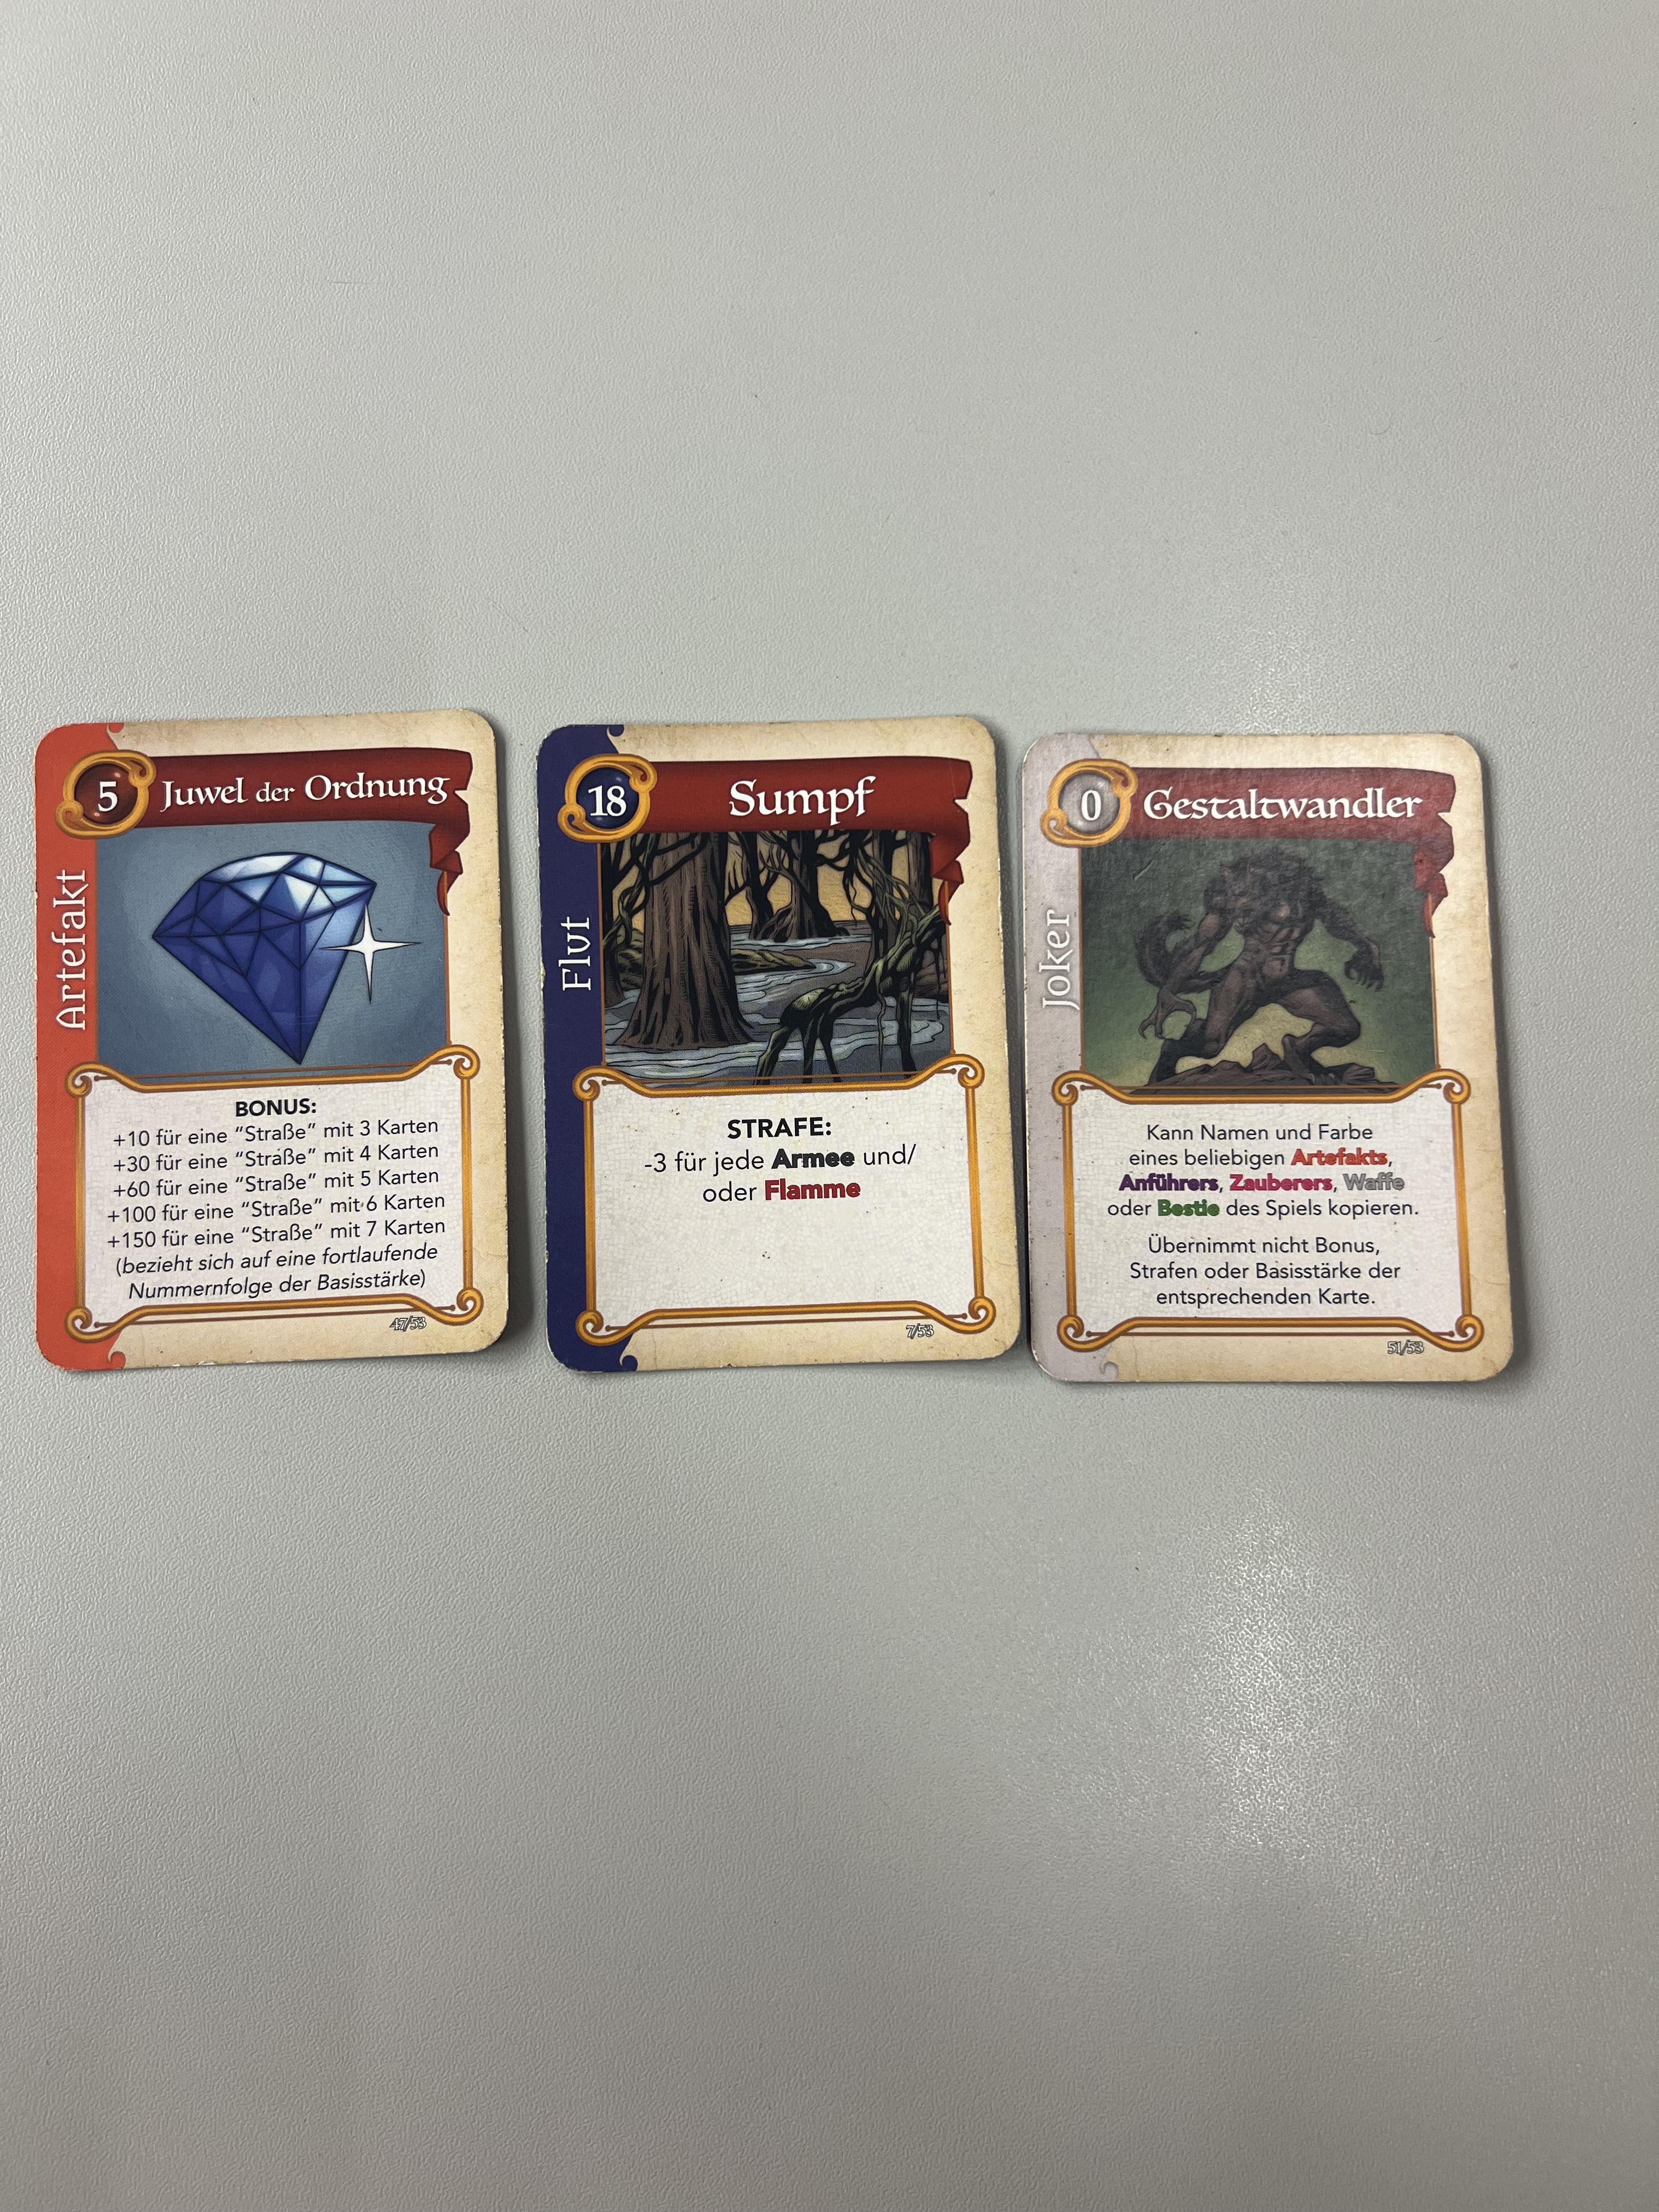 5
Juwel der Ordnung
Artefakt
BONUS:
+10 für eine "Straße" mit 3 Karten
+30 für eine "Straße" mit 4 Karten
+60 für eine "Straße" mit 5 Karten
+100 für eine "Straße" mit 6 Karten
+150 für eine "Straße" mit 7 Karten
(bezieht sich auf eine fortlaufende
Nummernfolge der Basisstärke)
47/53
18
Sumpf
Flut
STRAFE:
-3 für jede Armee und/
oder Flamme
7/53
0
Gestaltwandler
Joker
Kann Namen und Farbe
eines beliebigen Artefakts,
Anführers, Zauberers, Waffe
oder Bestie des Spiels kopieren.
Übernimmt nicht Bonus,
Strafen oder Basisstärke der
entsprechenden Karte.
51/53